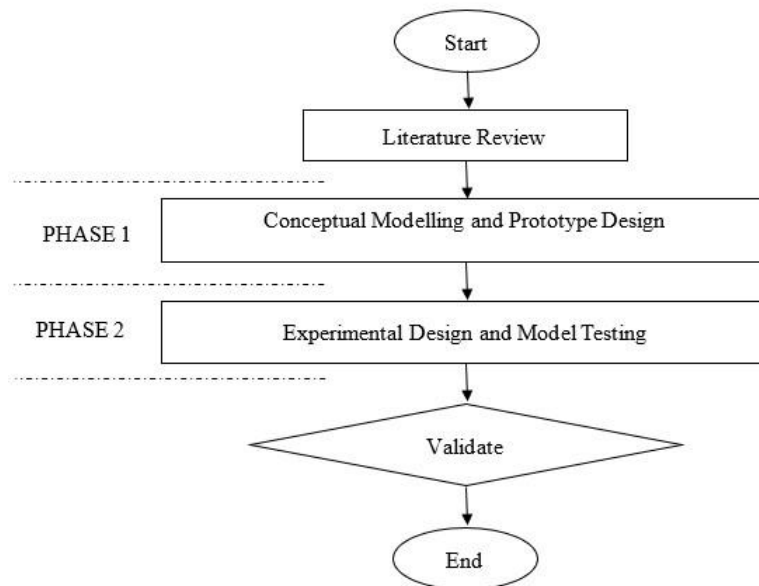 Start
Literature Review
PHASE 1
Conceptual Modelling and Prototype Design
PHASE 2
Experimental Design and Model Testing
Validate
End